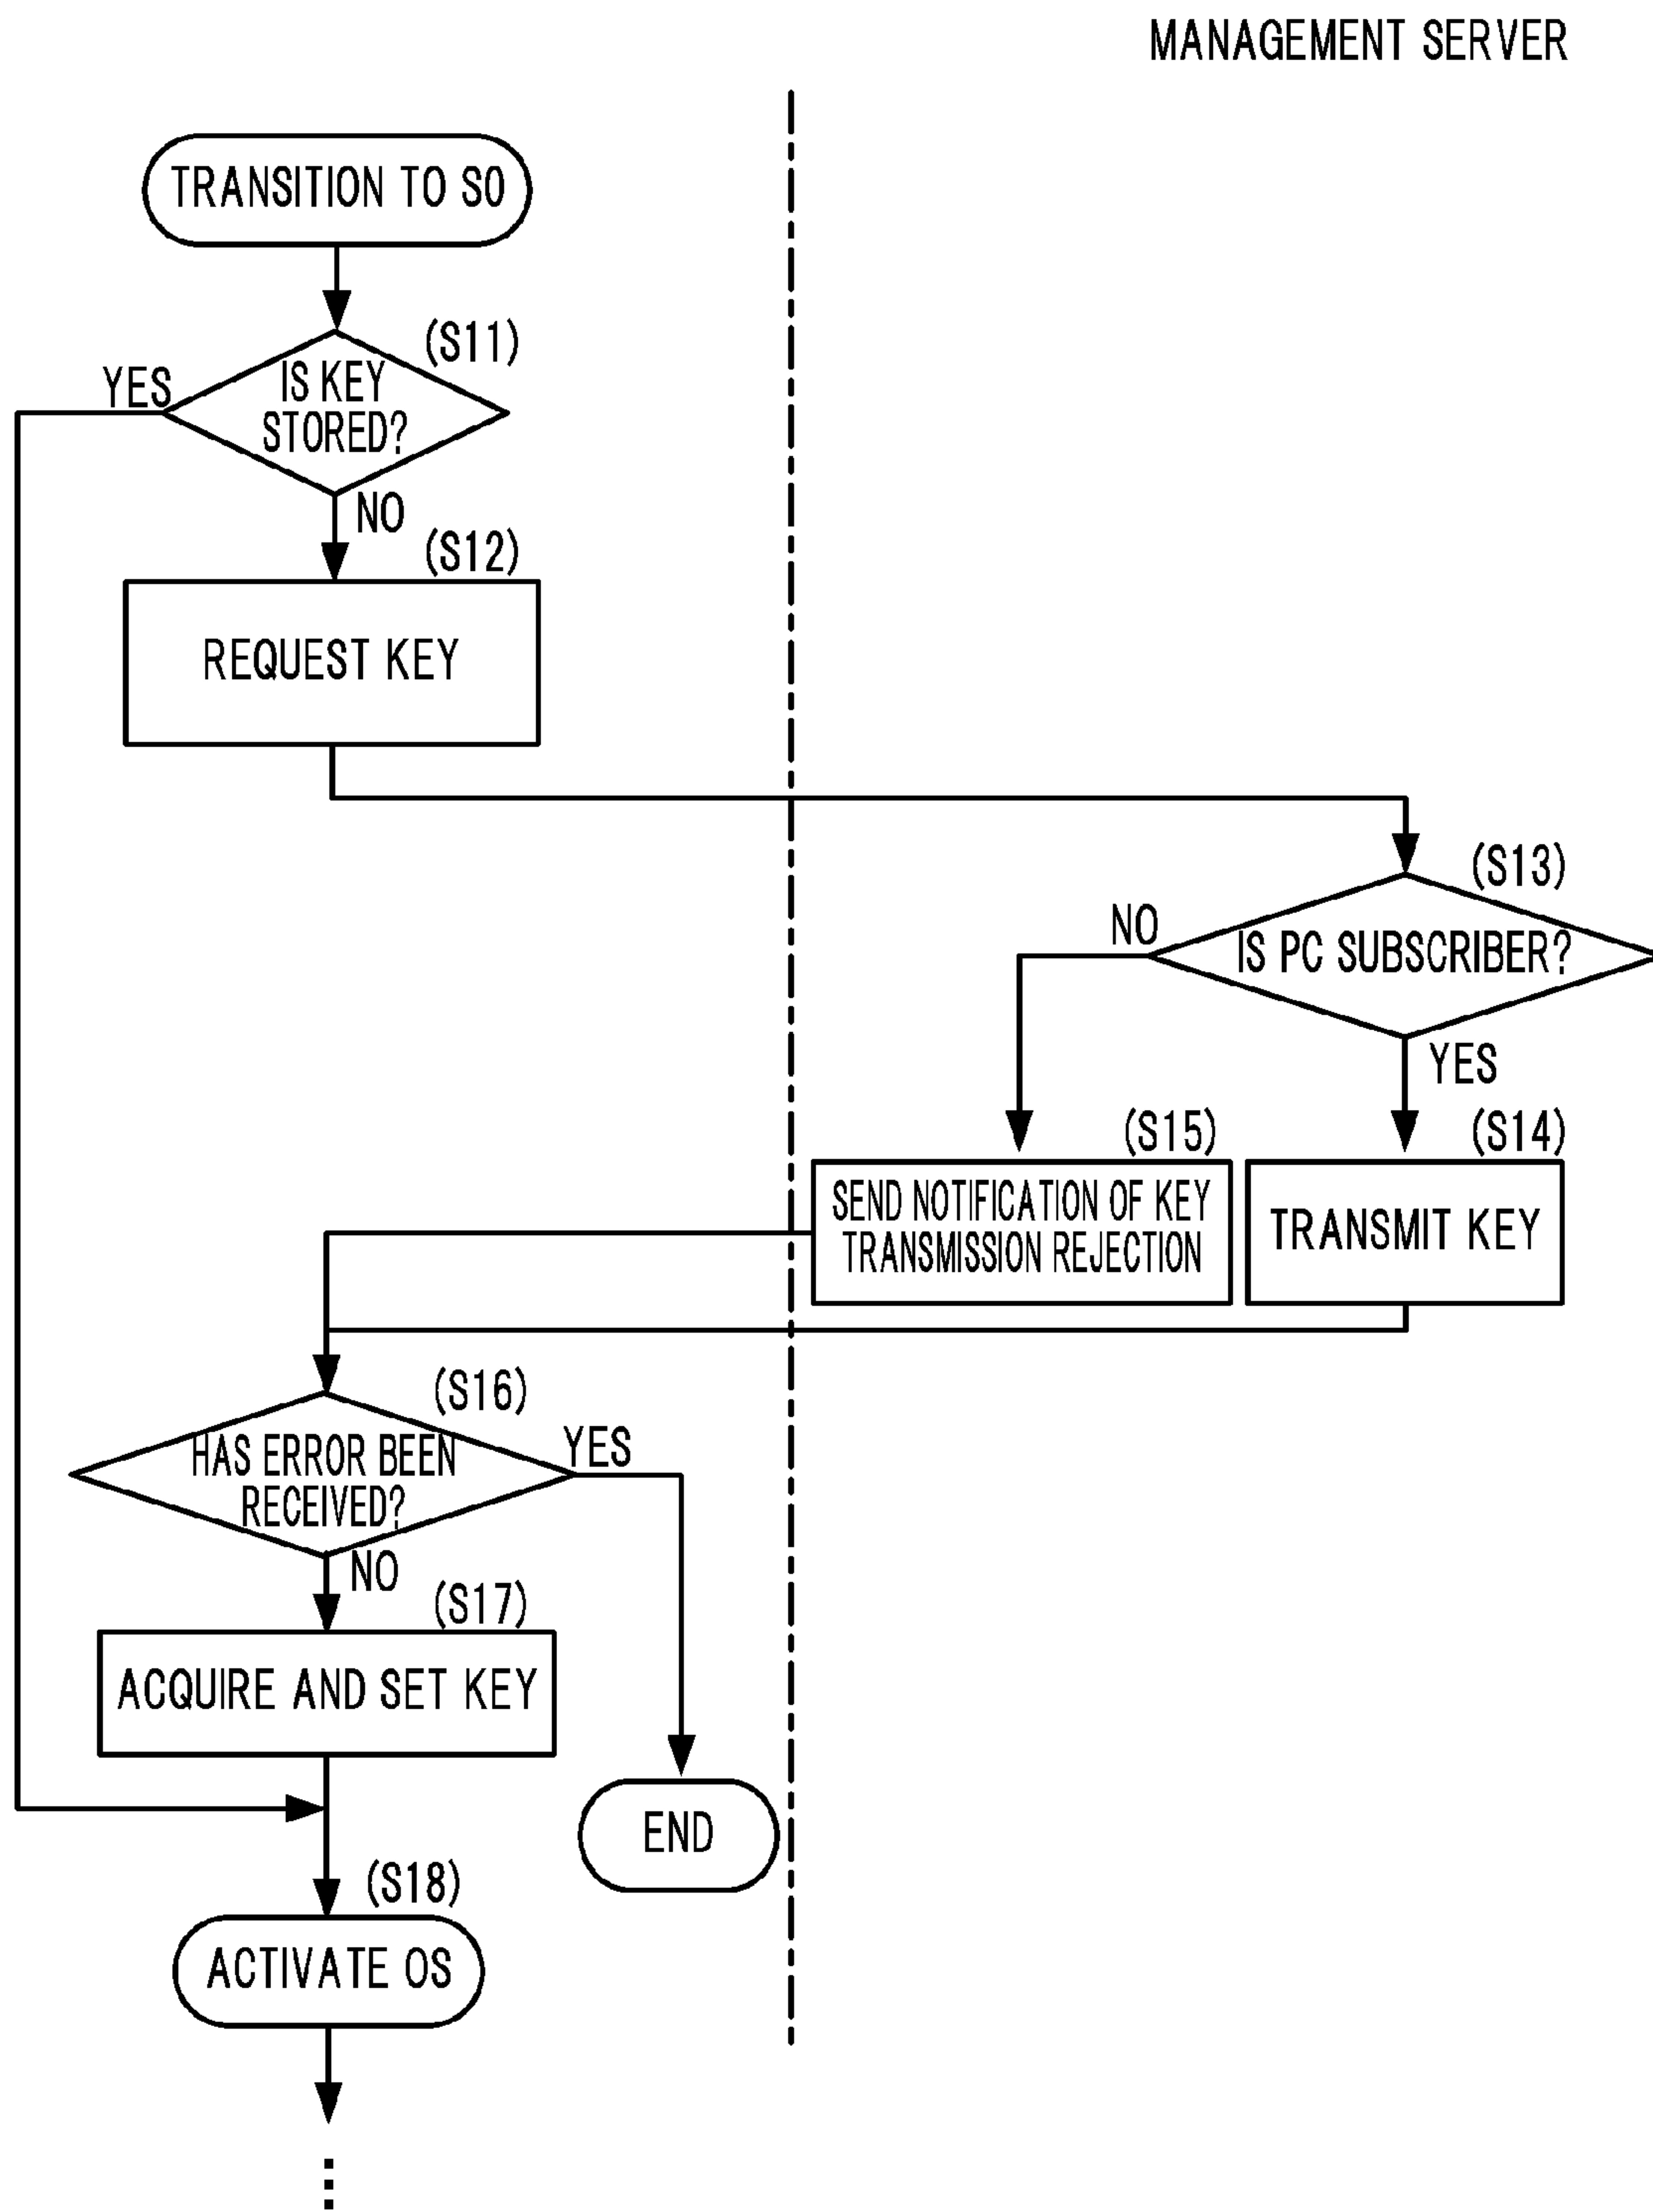 MANAGEMENT SERVER
TRANSITION TO S0
(S11)
YES
IS KEY
STORED?
NO
(S12)
REQUEST KEY
(S13)
NO
IS PC SUBSCRIBER?
YES
(S15)
(S14)
SEND NOTIFICATION OF KEY
TRANSMISSION REJECTION
TRANSMIT KEY
(S16)
YES
HAS ERROR BEEN
RECEIVED?
NO
(S17)
ACQUIRE AND SET KEY
END
(S18)
ACTIVATE OS